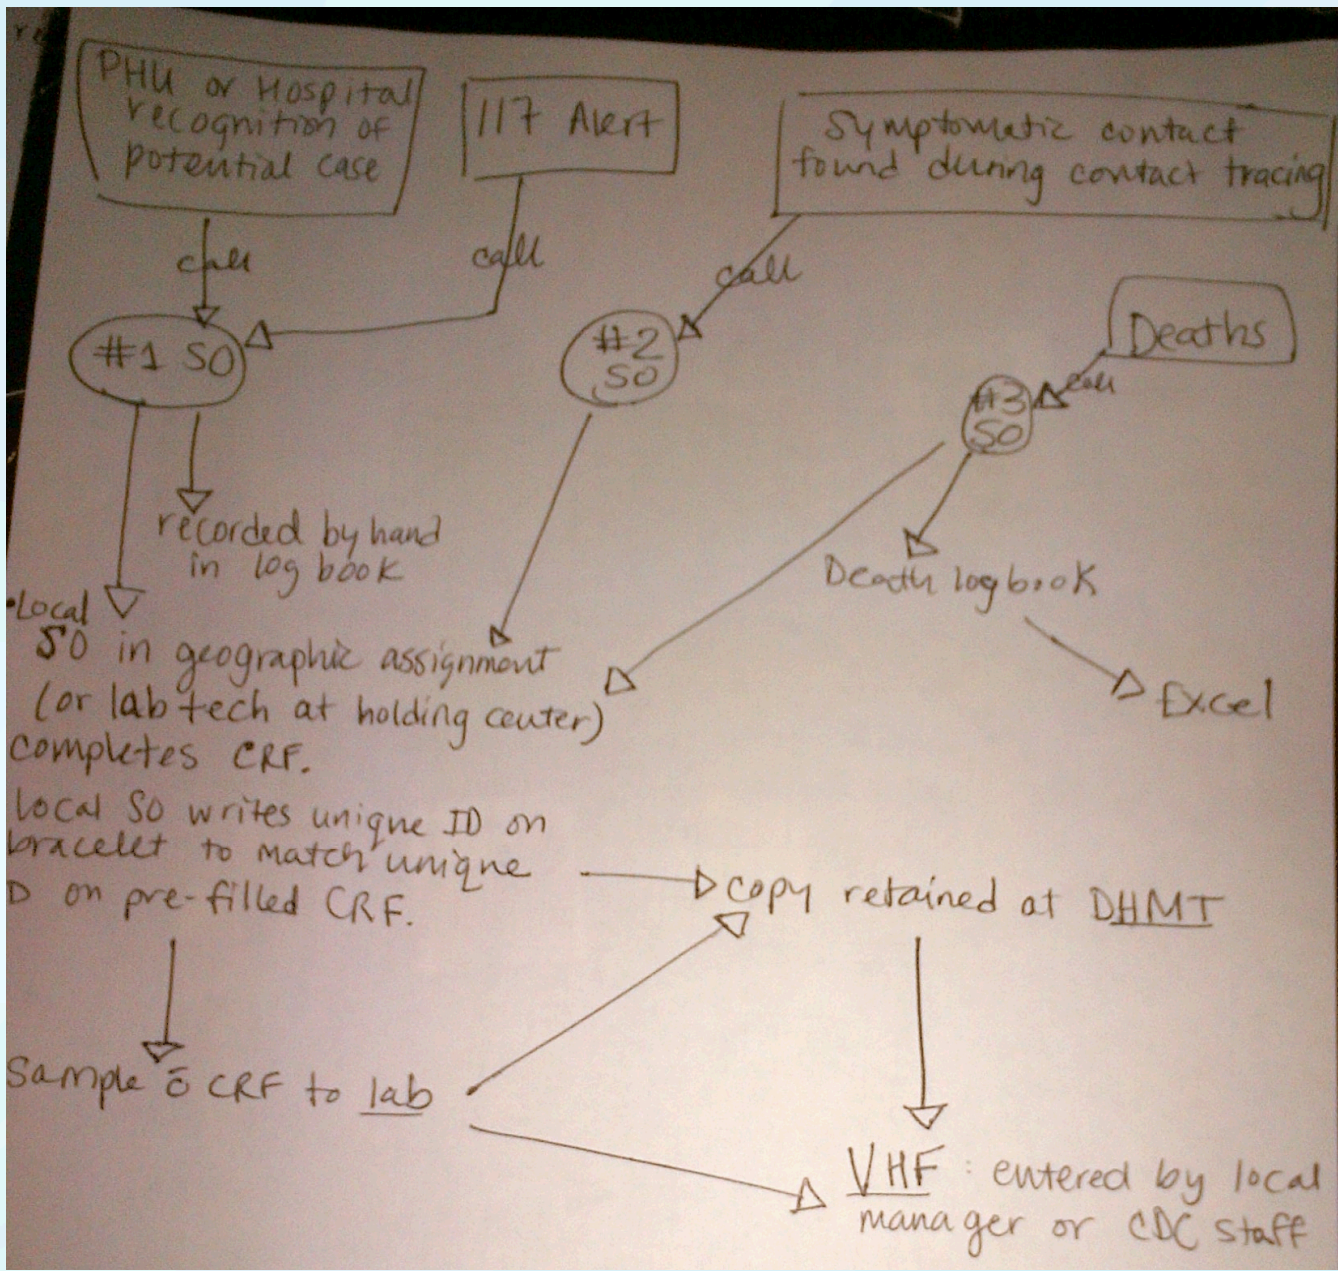 PHU or Hospital
recognition of
potential case
117 Alert
Symptomatic contact
found during contact tracing
call
call
call
Deaths
call
#1 SO
#2
SO
#3
SO
recorded by hand
in log book
Death logbook
Excel
•Local
SO in geographic assignment
(or lab tech at holding center)
completes CRF.
Local SO writes unique ID on
bracelet to match unique
D on pre-filled CRF.
copy retained at DHMT
Sample c̄ CRF to lab
VHF: entered by local
manager or CDC staff